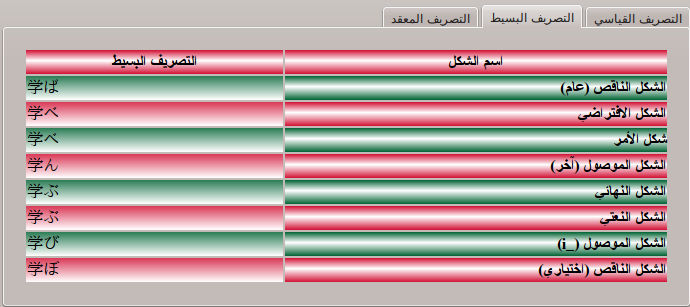 التصريف القياسي التصريف البسيط التصريف المعقد
اسم الشكل التصريف البسيط
الشكل الناقص (عام) 学ば
الشكل الافتراضي 学べ
شكل الأمر 学べ
الشكل الموصول (آخر) 学ん
الشكل النهائي 学ぶ
الشكل النعتي 学ぶ
الشكل الموصول (_i) 学び
الشكل الناقص (اختياري) 学ぼ